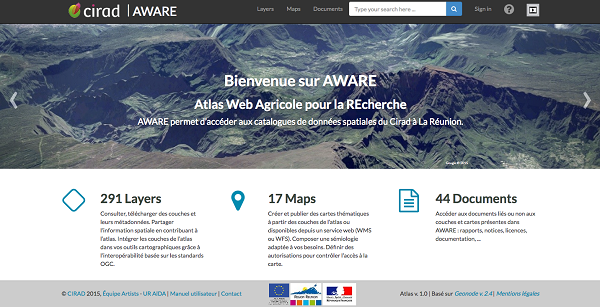 cirad | AWARE
Layers Maps Documents Type your search here ... Sign in
Bienvenue sur AWARE
Atlas Web Agricole pour la REcherche
AWARE permet d'accéder aux catalogues de données spatiales du Cirad à La Réunion.
291 Layers
Consulter, télécharger des couches et
leurs métadonnées. Partager
l'information spatiale en contribuant à
l'atlas. Intégrer les couches de l'atlas
dans vos outils cartographiques grâce à
l'interopérabilité basée sur les standards
OGC.
17 Maps
Créer et publier des cartes thématiques
à partir des couches de l'atlas ou
disponibles depuis un service web (WMS
ou WFS). Composer une sémiologie
adaptée à vos besoins. Définir des
autorisations pour contrôler l'accès à la
carte.
44 Documents
Accéder aux documents liés ou non aux
couches et cartes présentes dans
AWARE : rapports, notices, licences,
documentation, ...
© CIRAD 2015, Équipe Artists - UR AIDA | Manuel utilisateur | Contact
Atlas v. 1.0 | Basé sur Geonode v. 2.4 | Mentions légales